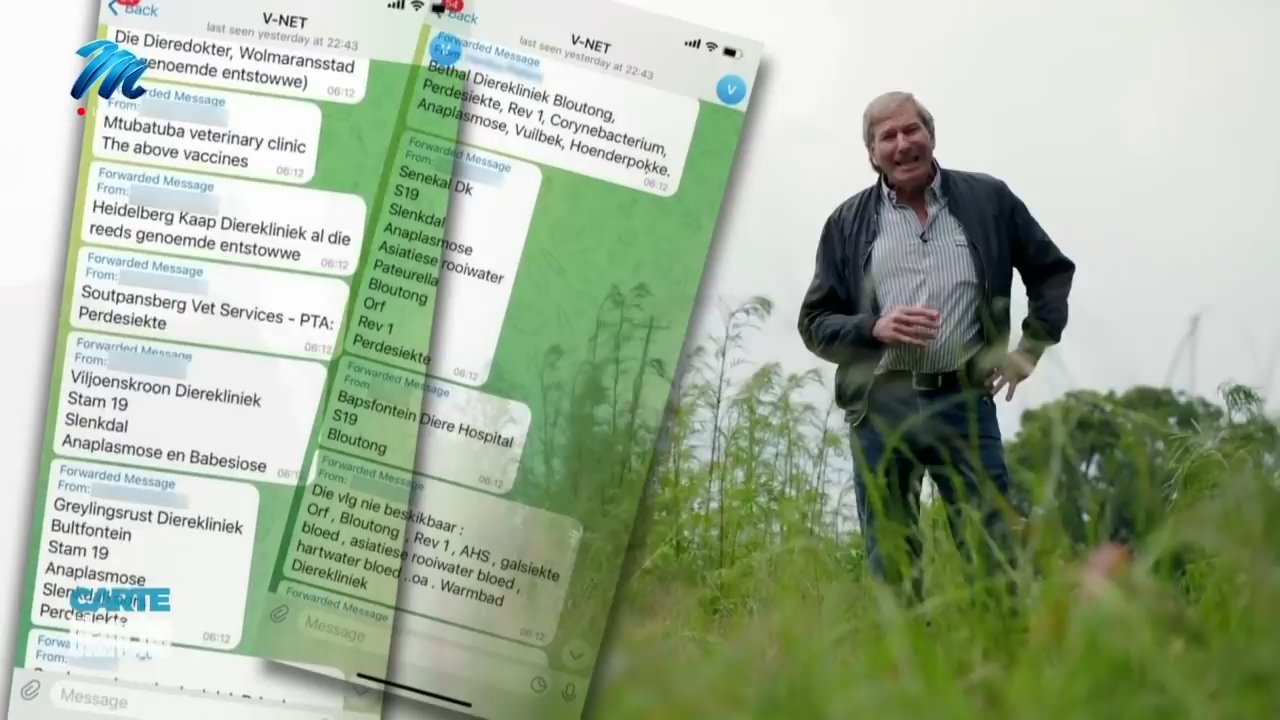 Back
V-NET
last seen yesterday at 22:43
Die Dieredokter, Wolmaransstad
genoemde entstowwe)
06:12
Forwarded Message
From:
Mtubatuba veterinary clinic
The above vaccines
06:12
Forwarded Message
From:
Heidelberg Kaap Dierekliniek al die
reeds genoemde entstowwe
06:12
Forwarded Message
From:
Soutpansberg Vet Services - PTA:
Perdesiekte
06:12
Forwarded Message
From:
Viljoenskroon Dierekliniek
Stam 19
Slenkdal
Anaplasmose en Babesiose
Forwarded Message
From:
Greylingsrust Dierekliniek
Bultfontein
Stam 19
Anaplasmose
Perdesiekte
06:12
From:
Message
Back
V-NET
last seen yesterday at 22:43
V
Forwarded Message
From:
Bethal Dierekliniek Bloutong,
Perdesiekte, Rev 1, Corynebacterium,
Anaplasmose, Vuilbek, Hoenderpokke.
06:12
Forwarded Message
From:
Senekal Dk
S19
Slenkdal
Anaplasmose
Asiatiese rooiwater
Pateurella
Bloutong
Orf
Rev 1
Perdesiekte
06:12
Forwarded Message
From:
Bapsfontein Diere Hospital
S19
Bloutong
06:12
Forwarded Message
From:
Die vlg nie beskikbaar :
Orf , Bloutong , Rev 1 , AHS , galsiekte
bloed , asiatiese rooiwater bloed ,
hartwater bloed ..oa . Warmbad
Dierekliniek
06:12
Forwarded Message
Message
CARTE